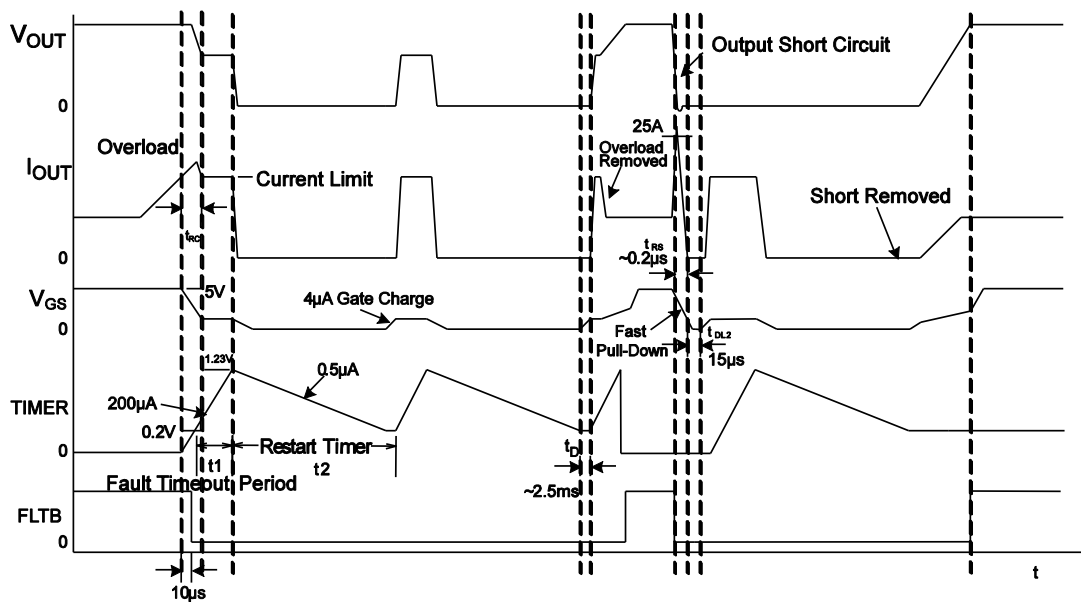 VOUT
0
Output Short Circuit
Overload
25A
Overload
Removed
IOUT
Current Limit
Short Removed
tRC
0
tRS
~0.2µs
5V
VGS
4µA Gate Charge
0
Fast
Pull-Down
tDL2
15µs
1.23V
0.5µA
200µA
TIMER
0.2V
0
Restart Timer
t1
t2
tD
Fault Timeout Period
~2.5ms
FLTB
0
t
10µs